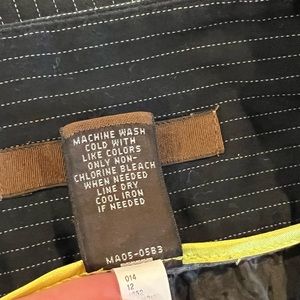 MACHINE WASH
COLD WITH
LIKE COLORS
ONLY NON-
CHLORINE BLEACH
WHEN NEEDED
LINE DRY
COOL IRON
IF NEEDED
MA05-05B3
014
12